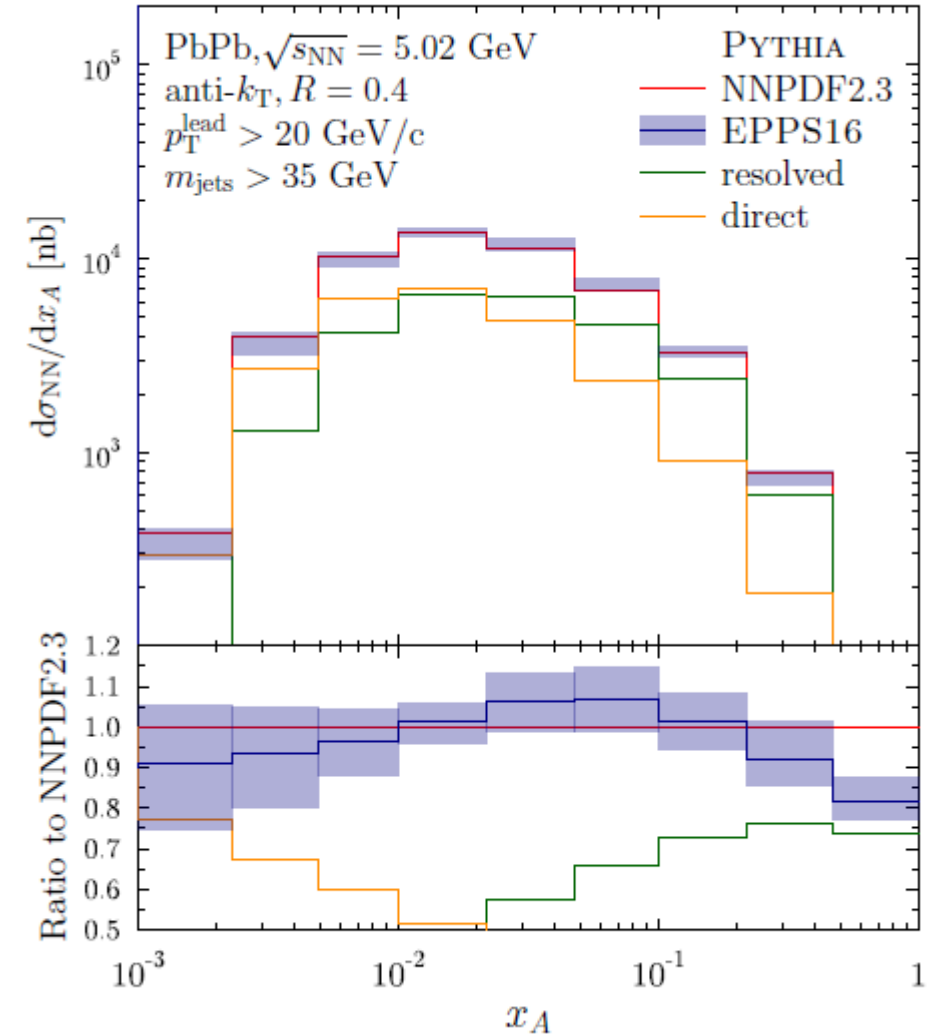 PbPb, √sNN = 5.02 GeV
anti-kT, R = 0.4
pTlead > 20 GeV/c
mjets > 35 GeV
PYTHIA
NNPDF2.3
EPPS16
resolved
direct
dσNN/dxA [nb]
10^5
10^4
10^3
Ratio to NNPDF2.3
1.2
1.1
1.0
0.9
0.8
0.7
0.6
0.5
10^-3 10^-2 10^-1 1
xA